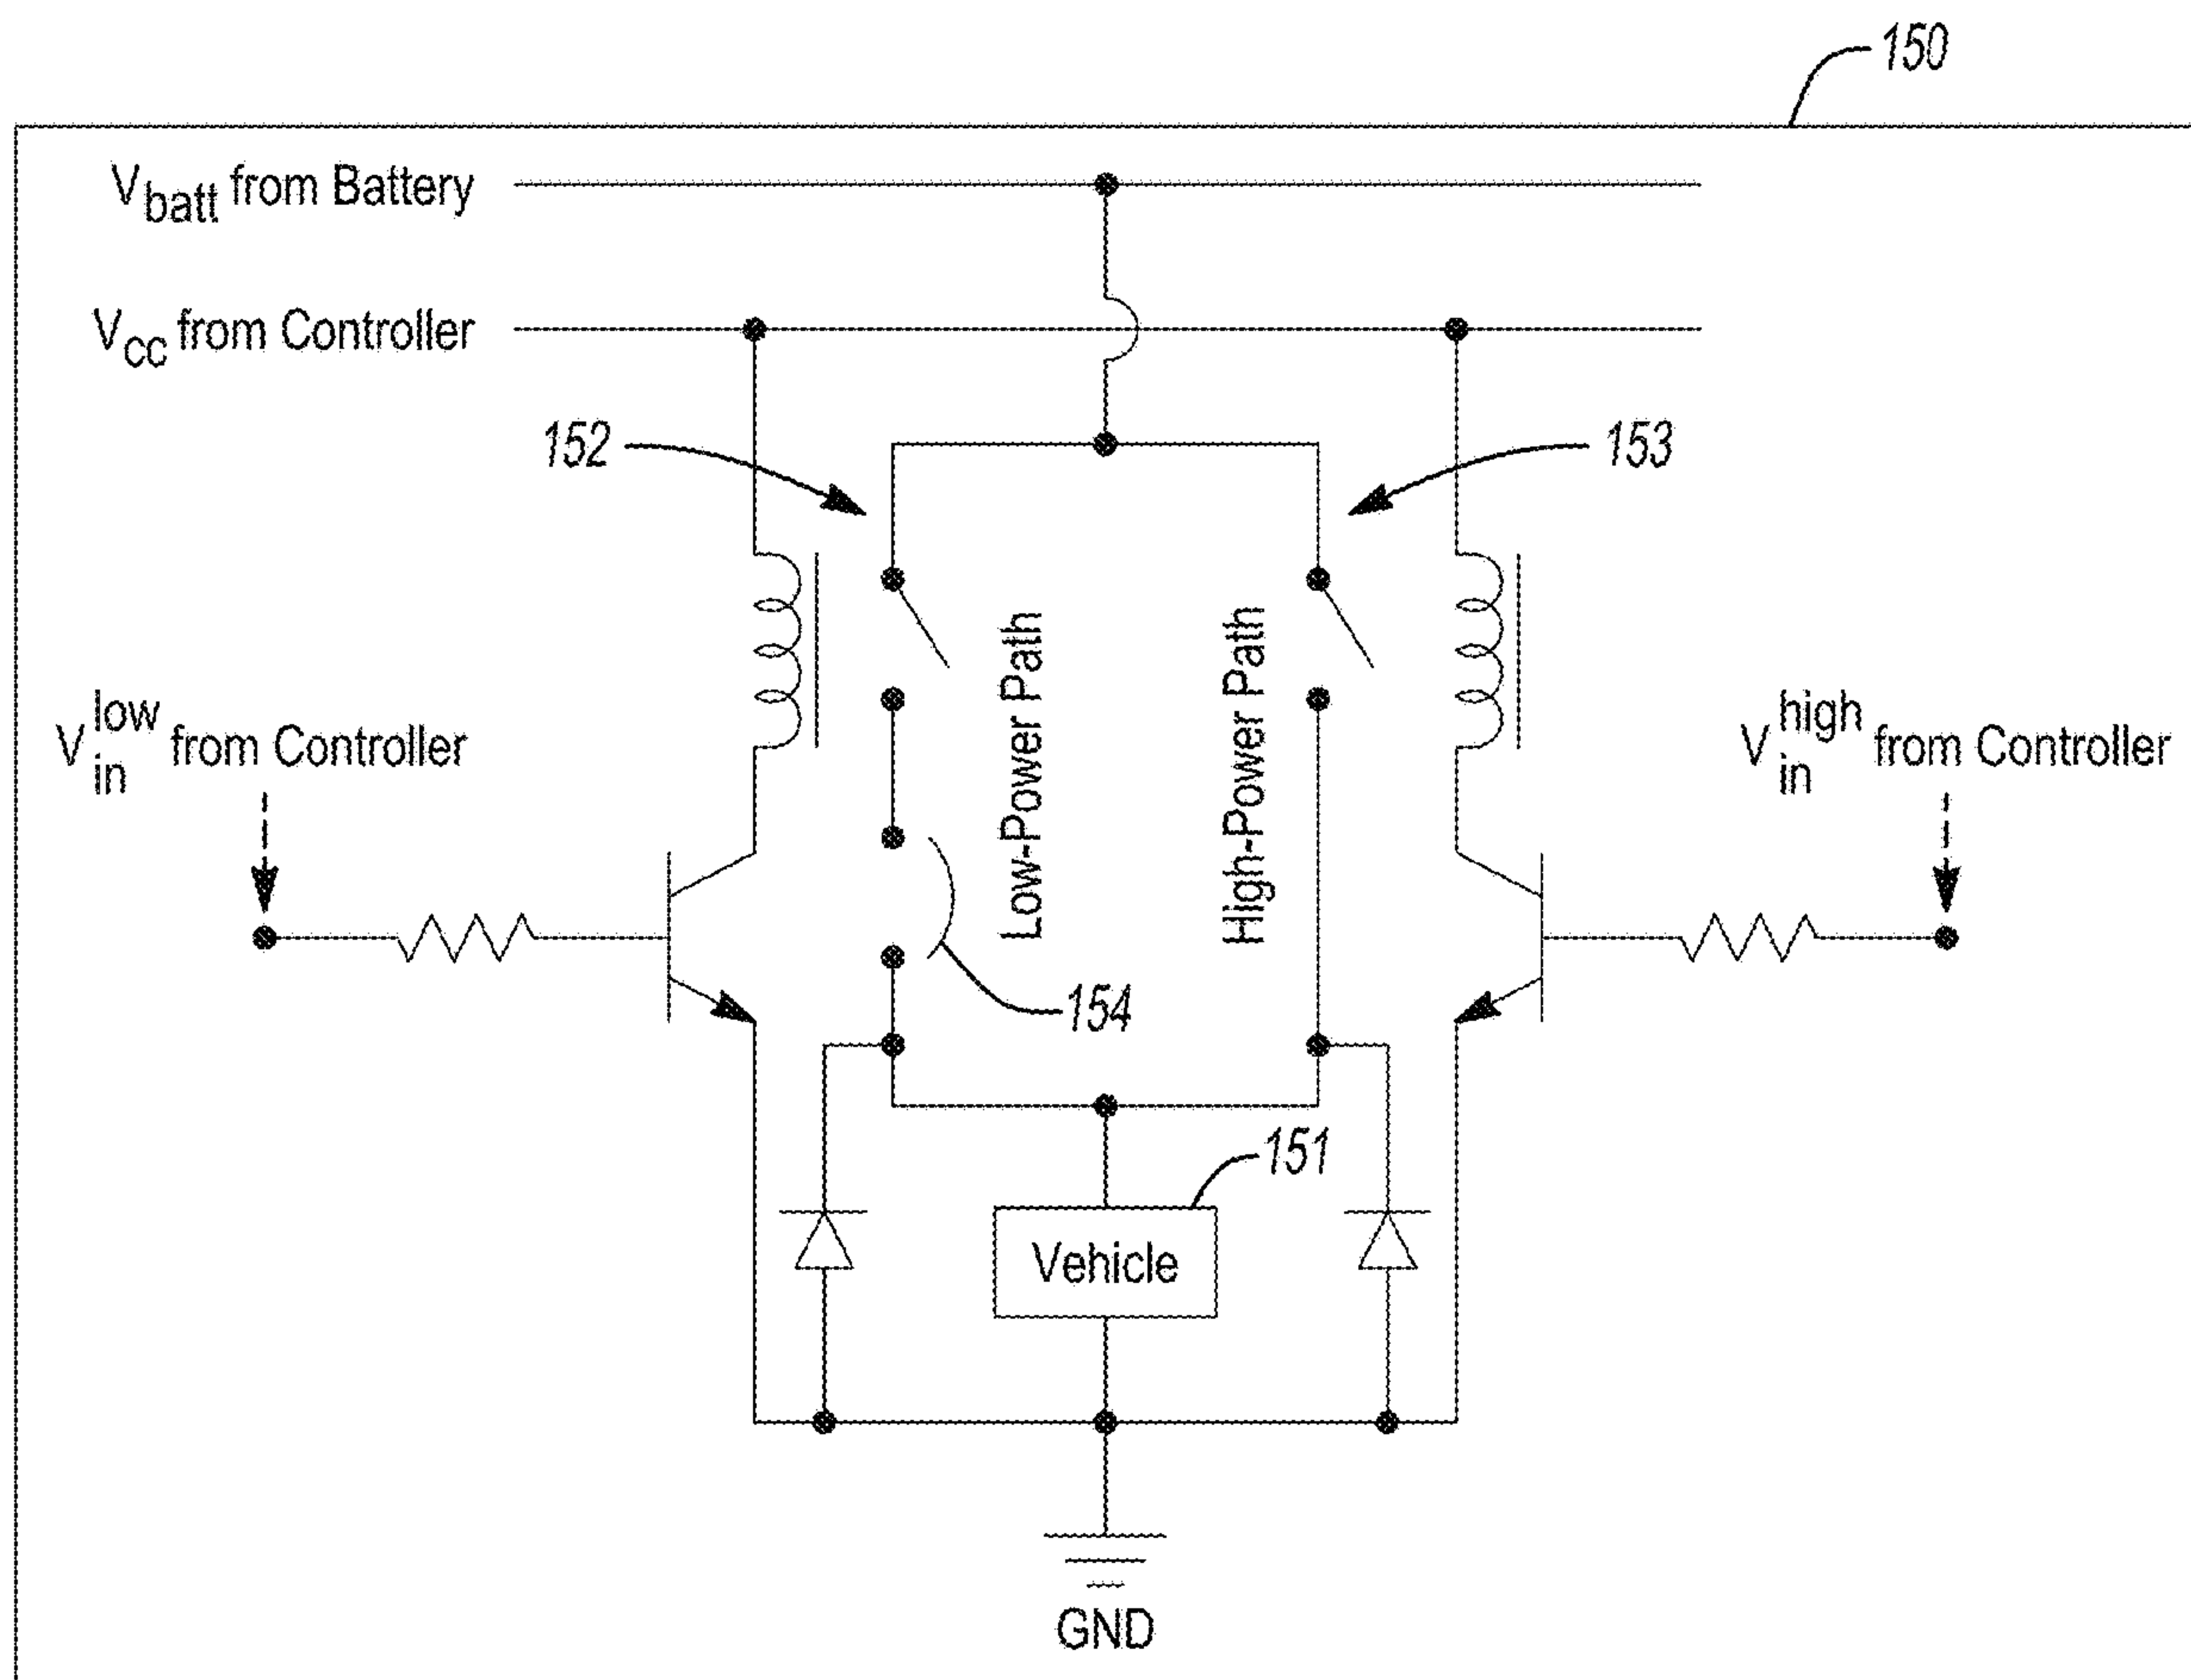 150
V_batt from Battery
V_cc from Controller
152
153
Low-Power Path
High-Power Path
V_in^low from Controller
V_in^high from Controller
154
151
Vehicle
GND